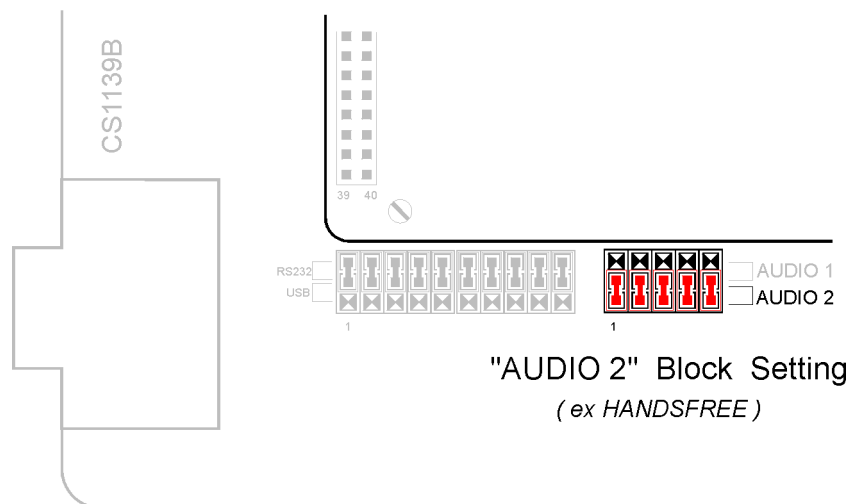 CS1139B
39 40
RS232
USB
1
AUDIO 1
AUDIO 2
1
"AUDIO 2" Block Setting
( ex HANDSFREE )